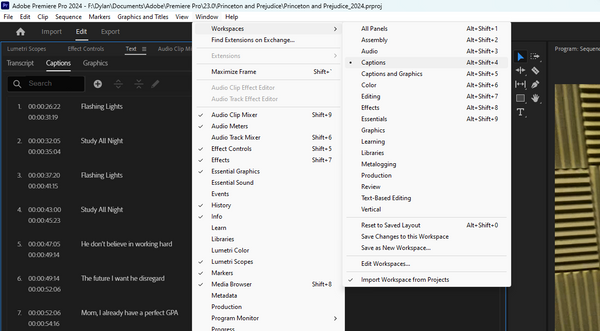 Adobe Premiere Pro 2024 - F:\Dylan\Documents\Adobe\Premiere Pro\23.0\Princeton and Prejudice\Princeton and Prejudice_2024.prproj
File Edit Clip Sequence Markers Graphics and Titles View Window Help
Import Edit Export
Lumetri Scopes Effect Controls Text Audio Clip Mix
Transcript Captions Graphics
Search
1. 00:00:26:22 Flashing Lights
00:00:31:19
2. 00:00:32:05 Study All Night
00:00:35:04
3. 00:00:37:20 Flashing Lights
00:00:41:15
4. 00:00:43:00 Study All Night
00:00:45:23
5. 00:00:47:05 He don't believe in working hard
00:00:49:14
6. 00:00:49:14 The future I want he disregard
00:00:52:06
7. 00:00:52:06 Mom, I already have a perfect GPA
00:00:54:16
Workspaces
Find Extensions on Exchange...
Extensions
Maximize Frame Shift+`
Audio Clip Effect Editor
Audio Track Effect Editor
Audio Clip Mixer Shift+9
Audio Meters
Audio Track Mixer Shift+6
Effect Controls Shift+5
Effects Shift+7
Essential Graphics
Essential Sound
Events
History
Info
Learn
Libraries
Lumetri Color
Lumetri Scopes
Markers
Media Browser Shift+8
Metadata
Production
Program Monitor
Progress
All Panels Alt+Shift+1
Assembly Alt+Shift+2
Audio Alt+Shift+3
Captions Alt+Shift+4
Captions and Graphics Alt+Shift+5
Color Alt+Shift+6
Editing Alt+Shift+7
Effects Alt+Shift+8
Essentials Alt+Shift+9
Graphics
Learning
Libraries
Metalogging
Production
Review
Text-Based Editing
Vertical
Reset to Saved Layout Alt+Shift+0
Save Changes to this Workspace
Save as New Workspace...
Edit Workspaces...
Import Workspace from Projects
Program: Sequenc
Pr
T